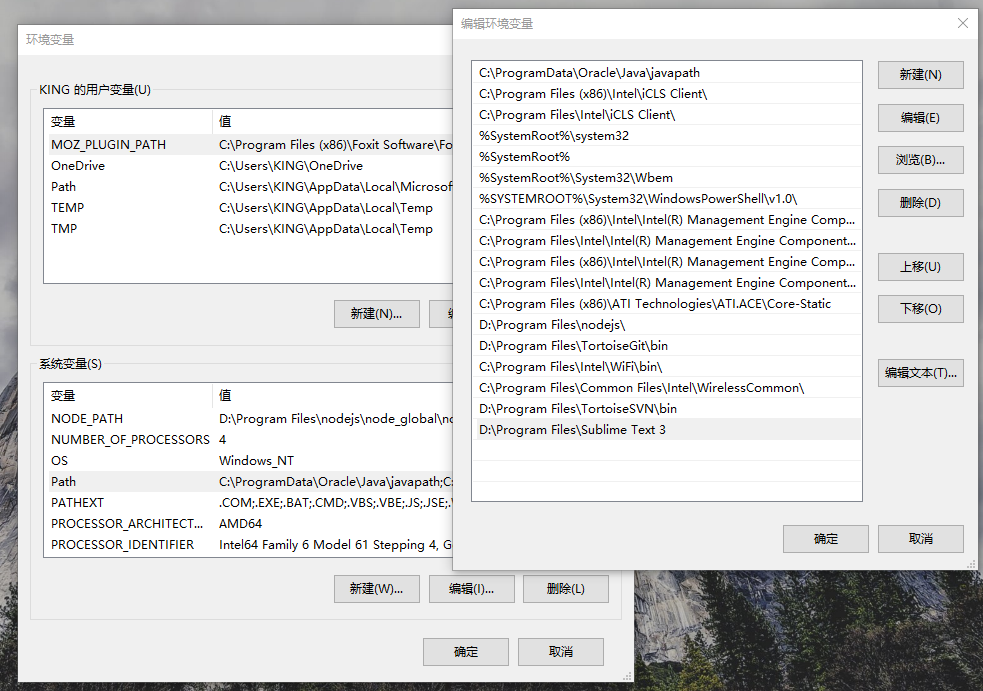 环境变量
KING 的用户变量(U)
变量 值
MOZ_PLUGIN_PATH C:\Program Files (x86)\Foxit Software\Fo
OneDrive C:\Users\KING\OneDrive
Path C:\Users\KING\AppData\Local\Microsof
TEMP C:\Users\KING\AppData\Local\Temp
TMP C:\Users\KING\AppData\Local\Temp
新建(N)...
系统变量(S)
变量 值
NODE_PATH D:\Program Files\nodejs\node_global\no
NUMBER_OF_PROCESSORS 4
OS Windows_NT
Path C:\ProgramData\Oracle\Java\javapath;C:
PATHEXT .COM;.EXE;.BAT;.CMD;.VBS;.VBE;.JS;.JSE;.
PROCESSOR_ARCHITECT... AMD64
PROCESSOR_IDENTIFIER Intel64 Family 6 Model 61 Stepping 4, G
新建(W)... 编辑(I)... 删除(L)
确定 取消
编辑环境变量
C:\ProgramData\Oracle\Java\javapath
C:\Program Files (x86)\Intel\iCLS Client\
C:\Program Files\Intel\iCLS Client\
%SystemRoot%\system32
%SystemRoot%
%SystemRoot%\System32\Wbem
%SYSTEMROOT%\System32\WindowsPowerShell\v1.0\
C:\Program Files (x86)\Intel\Intel(R) Management Engine Comp...
C:\Program Files\Intel\Intel(R) Management Engine Component...
C:\Program Files (x86)\Intel\Intel(R) Management Engine Comp...
C:\Program Files\Intel\Intel(R) Management Engine Component...
C:\Program Files (x86)\ATI Technologies\ATI.ACE\Core-Static
D:\Program Files\nodejs\
D:\Program Files\TortoiseGit\bin
C:\Program Files\Intel\WiFi\bin\
C:\Program Files\Common Files\Intel\WirelessCommon\
D:\Program Files\TortoiseSVN\bin
D:\Program Files\Sublime Text 3
新建(N)
编辑(E)
浏览(B)...
删除(D)
上移(U)
下移(O)
编辑文本(T)...
确定 取消